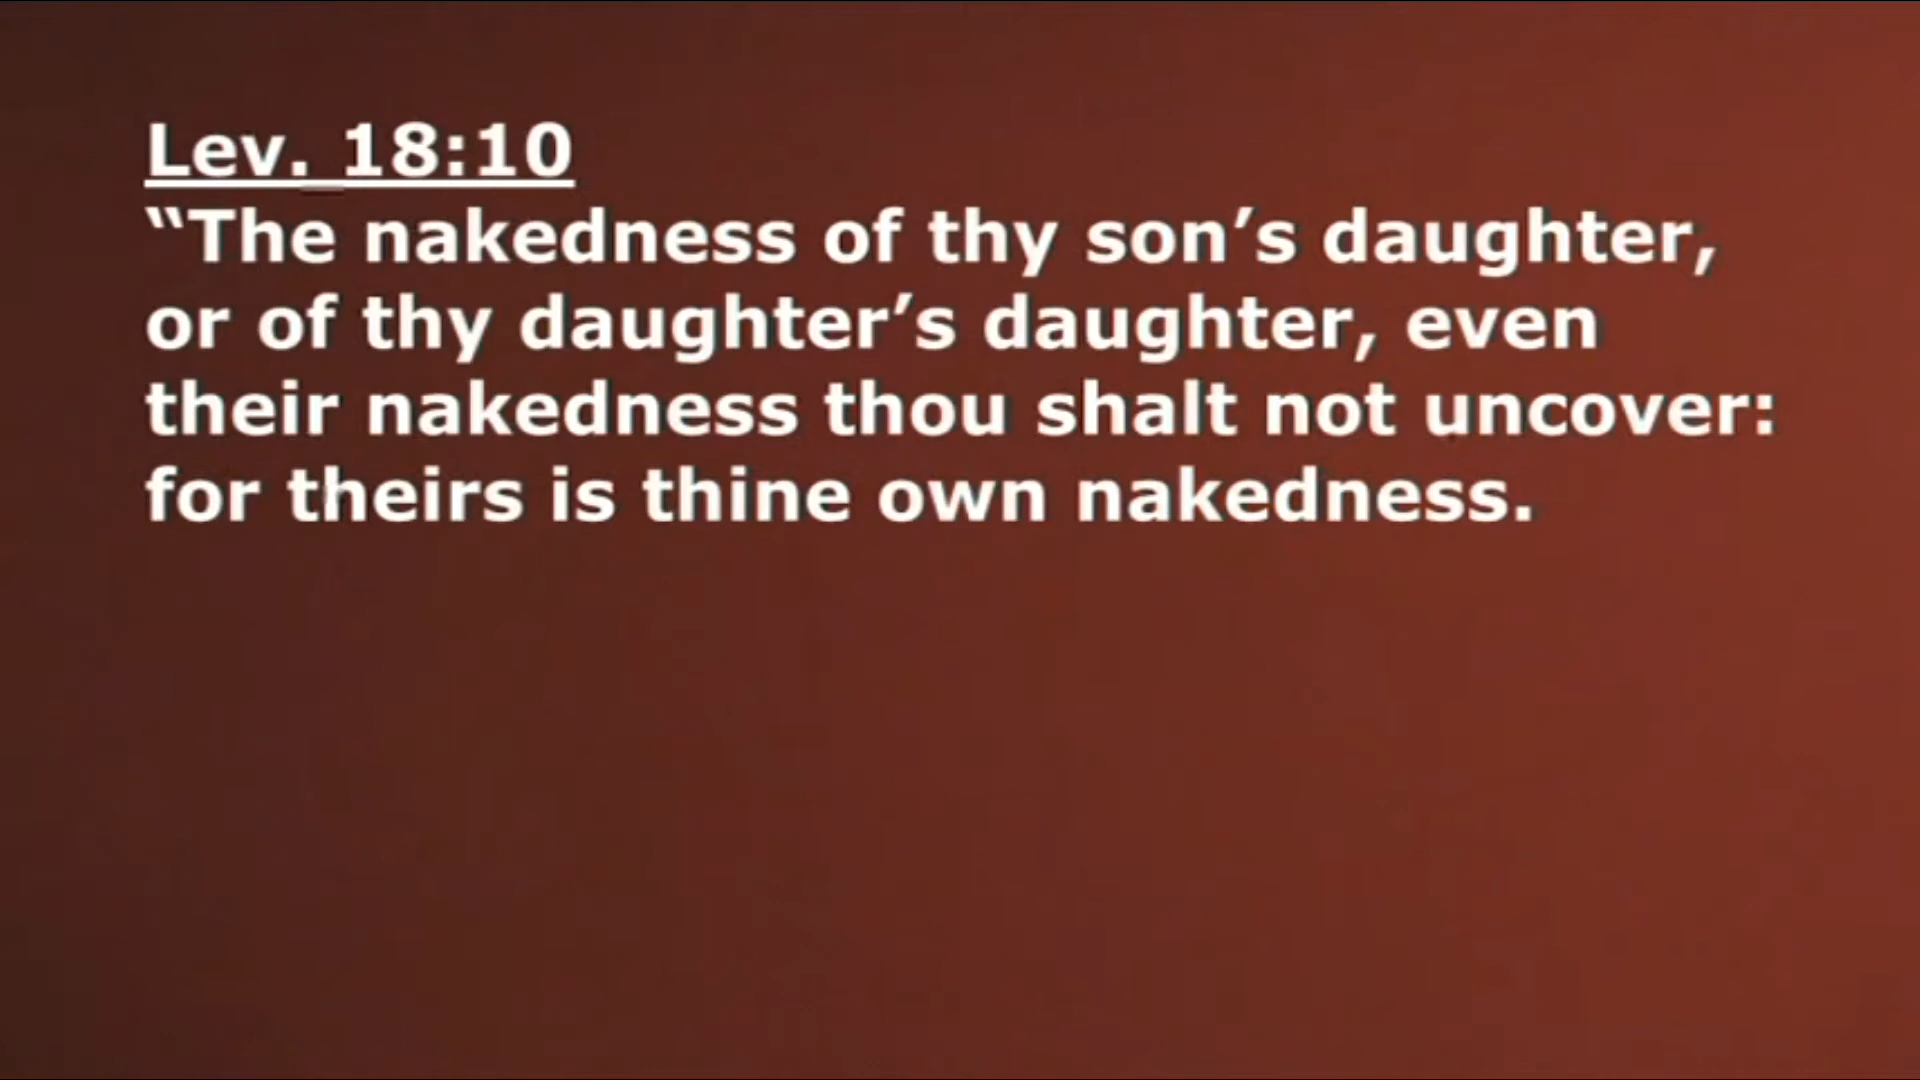 Lev. 18:10
“The nakedness of thy son’s daughter,
or of thy daughter’s daughter, even
their nakedness thou shalt not uncover:
for theirs is thine own nakedness.